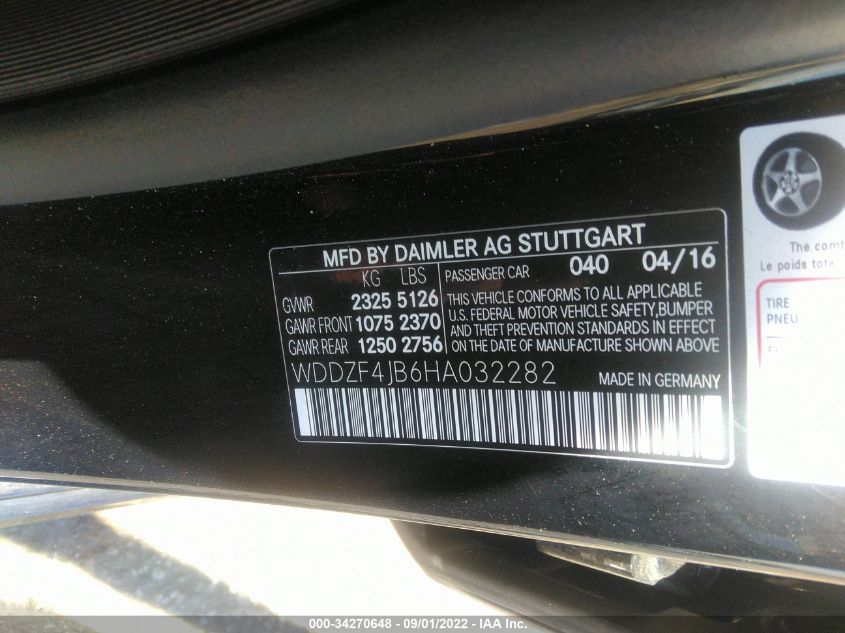 MFD BY DAIMLER AG STUTTGART
KG LBS
GVWR 2325 5126
GAWR FRONT 1075 2370
GAWR REAR 1250 2756
PASSENGER CAR 040 04/16
THIS VEHICLE CONFORMS TO ALL APPLICABLE
U.S. FEDERAL MOTOR VEHICLE SAFETY,BUMPER
AND THEFT PREVENTION STANDARDS IN EFFECT
ON THE DATE OF MANUFACTURE SHOWN ABOVE
WDDZF4JB6HA032282 MADE IN GERMANY
The
Le poids
TIRE
PNEU
000-34270648 - 09/01/2022 - IAA Inc.